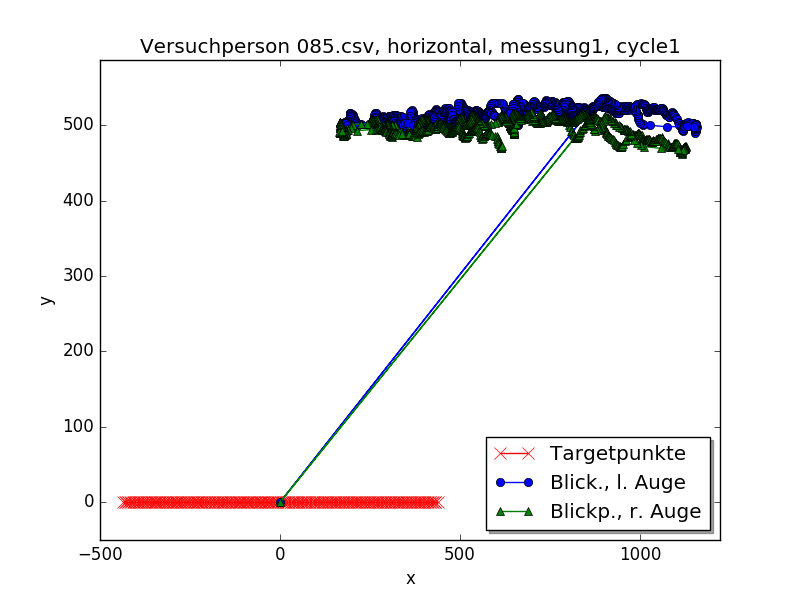 Versuchperson 085.csv, horizontal, messung1, cycle1
500
400
300
200
100
0
y
−500
0
500
1000
x
Targetpunkte
Blick., l. Auge
Blickp., r. Auge